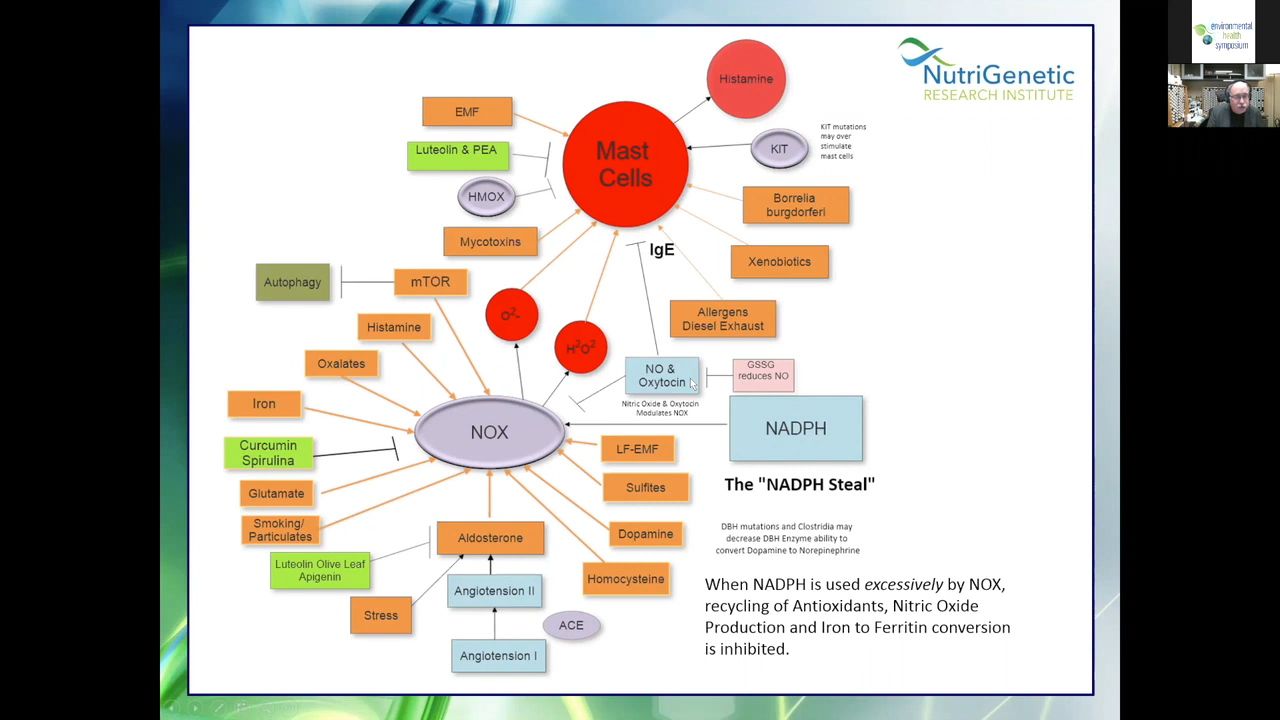 environmental
health
symposium
NutriGenetic
RESEARCH INSTITUTE
Histamine
EMF
Mast
Cells
KIT mutations
may over
stimulate
mast cells
Luteolin & PEA
KIT
HMOX
Borrelia
burgdorferi
Mycotoxins
IgE
Xenobiotics
Autophagy
mTOR
O2-
H2O2
Allergens
Diesel Exhaust
Histamine
Oxalates
NO &
Oxytocin
GSSG
reduces NO
Nitric Oxide & Oxytocin
Modulates NOX
Iron
NOX
NADPH
Curcumin
Spirulina
LF-EMF
Glutamate
Sulfites
The "NADPH Steal"
Smoking/
Particulates
Aldosterone
Dopamine
DBH mutations and Clostridia may
decrease DBH Enzyme ability to
convert Dopamine to Norepinephrine
Luteolin Olive Leaf
Apigenin
Homocysteine
Angiotension II
Stress
ACE
Angiotension I
When NADPH is used excessively by NOX,
recycling of Antioxidants, Nitric Oxide
Production and Iron to Ferritin conversion
is inhibited.